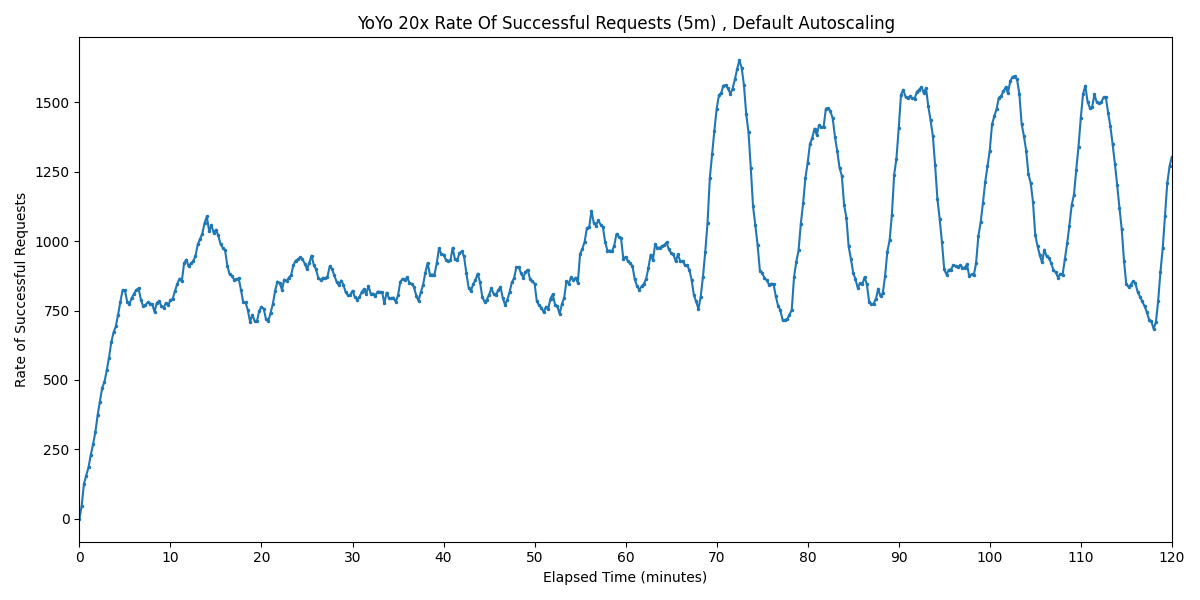 YoYo 20x Rate Of Successful Requests (5m) , Default Autoscaling
Rate of Successful Requests
1500
1250
1000
750
500
250
0
0 10 20 30 40 50 60 70 80 90 100 110 120
Elapsed Time (minutes)